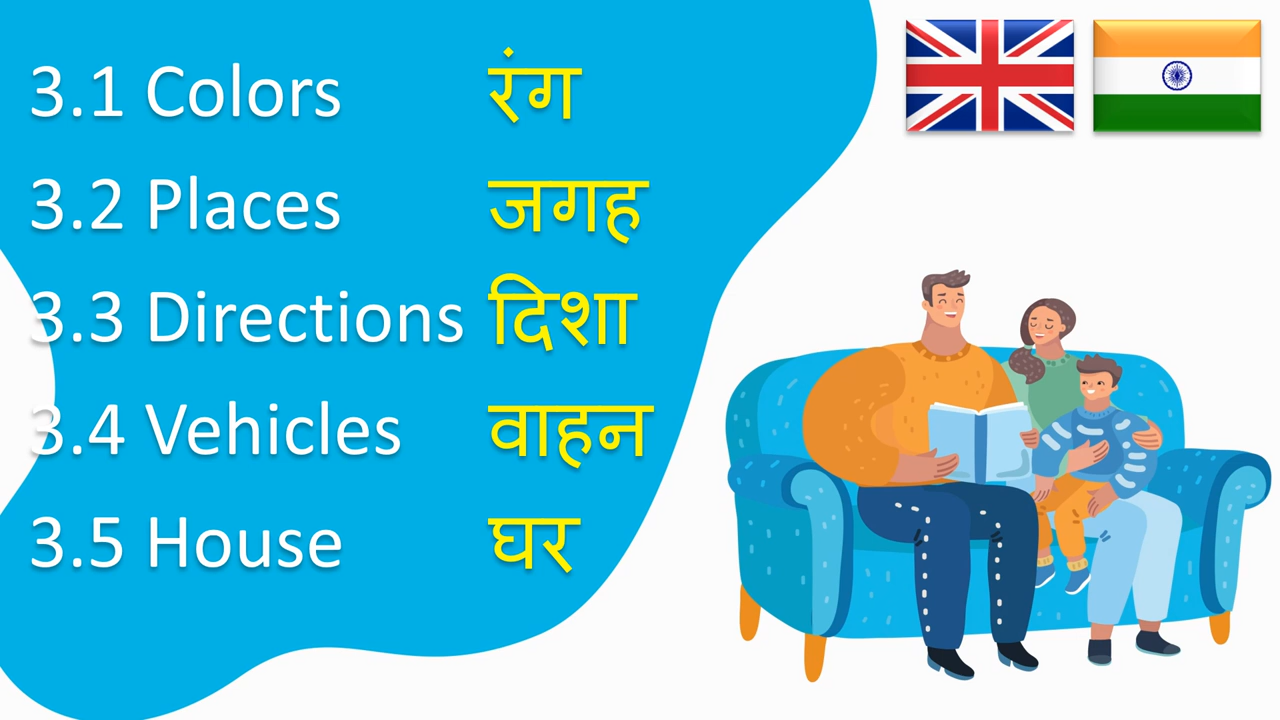 3.1 Colors रंग
3.2 Places जगह
3.3 Directions दिशा
3.4 Vehicles वाहन
3.5 House घर